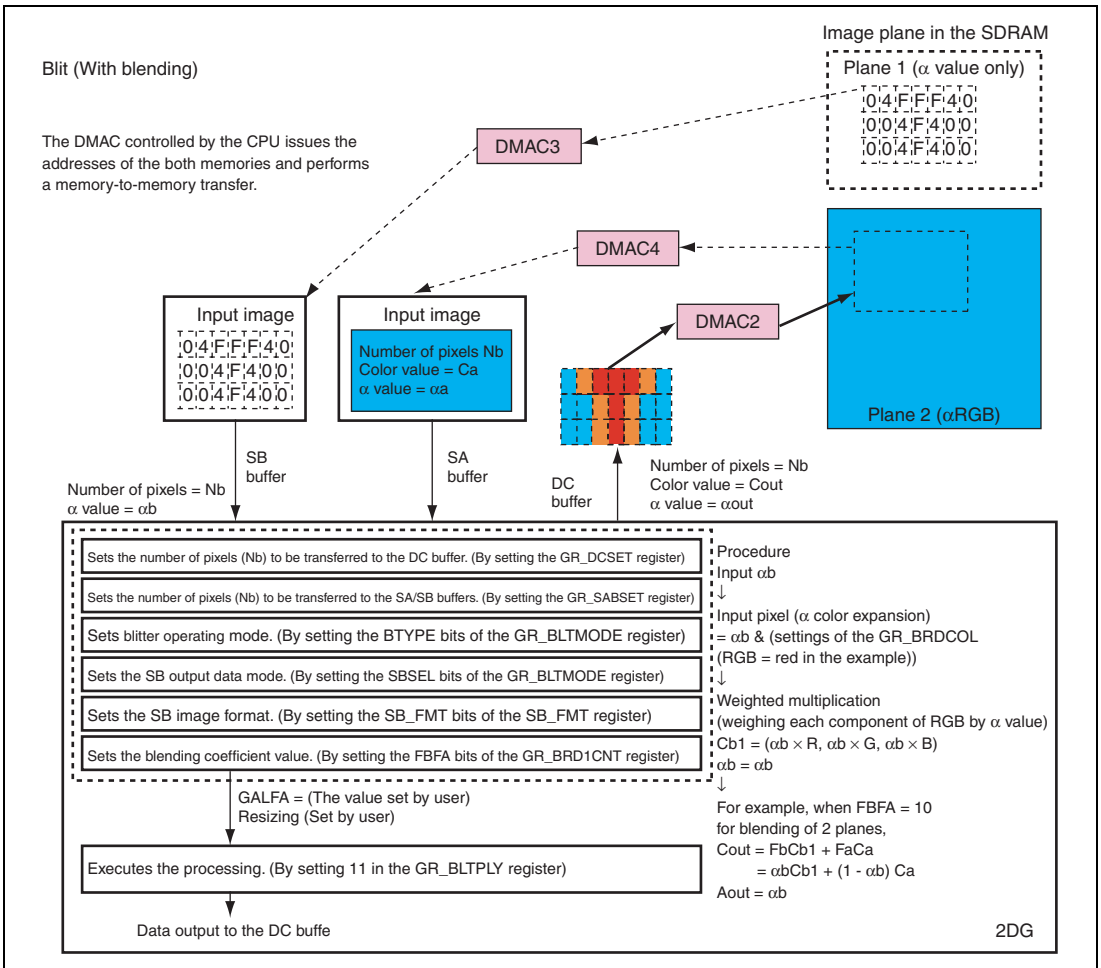 Image plane in the SDRAM
Blit (With blending)
Plane 1 (α value only)
0 4 F F F 4 0
0 0 4 F 4 0 0
0 0 4 F 4 0 0
The DMAC controlled by the CPU issues the
addresses of the both memories and performs
a memory-to-memory transfer.
DMAC3
DMAC4
DMAC2
Plane 2 (αRGB)
Input image
0 4 F F F 4 0
0 0 4 F 4 0 0
0 0 4 F 4 0 0
Input image
Number of pixels Nb
Color value = Ca
α value = αa
SB
buffer
Number of pixels = Nb
α value = αb
SA
buffer
DC
buffer
Number of pixels = Nb
Color value = Cout
α value = αout
Sets the number of pixels (Nb) to be transferred to the DC buffer. (By setting the GR_DCSET register)
Sets the number of pixels (Nb) to be transferred to the SA/SB buffers. (By setting the GR_SABSET register)
Sets blitter operating mode. (By setting the BTYPE bits of the GR_BLTMODE register)
Sets the SB output data mode. (By setting the SBSEL bits of the GR_BLTMODE register)
Sets the SB image format. (By setting the SB_FMT bits of the SB_FMT register)
Sets the blending coefficient value. (By setting the FBFA bits of the GR_BRD1CNT register)
GALFA = (The value set by user)
Resizing (Set by user)
Executes the processing. (By setting 11 in the GR_BLTPLY register)
Data output to the DC buffe
Procedure
Input αb
↓
Input pixel (α color expansion)
= αb & (settings of the GR_BRDCOL
(RGB = red in the example))
↓
Weighted multiplication
(weighing each component of RGB by α value)
Cb1 = (αb × R, αb × G, αb × B)
αb = αb
↓
For example, when FBFA = 10
for blending of 2 planes,
Cout = FbCb1 + FaCa
= αbCb1 + (1 - αb) Ca
Aout = αb
2DG